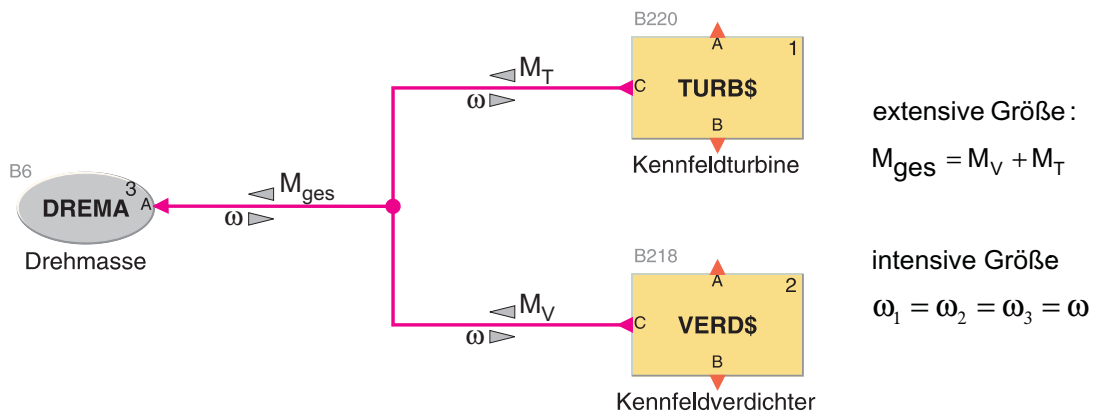 B220
A
1
C
TURB$
B
Kennfeldturbine
M_T
ω
extensive Größe:
M_ges = M_V + M_T
B6
3
DREMA A
Drehmasse
M_ges
ω
B218
A
2
C
VERD$
B
Kennfeldverdichter
M_V
ω
intensive Größe
ω₁ = ω₂ = ω₃ = ω